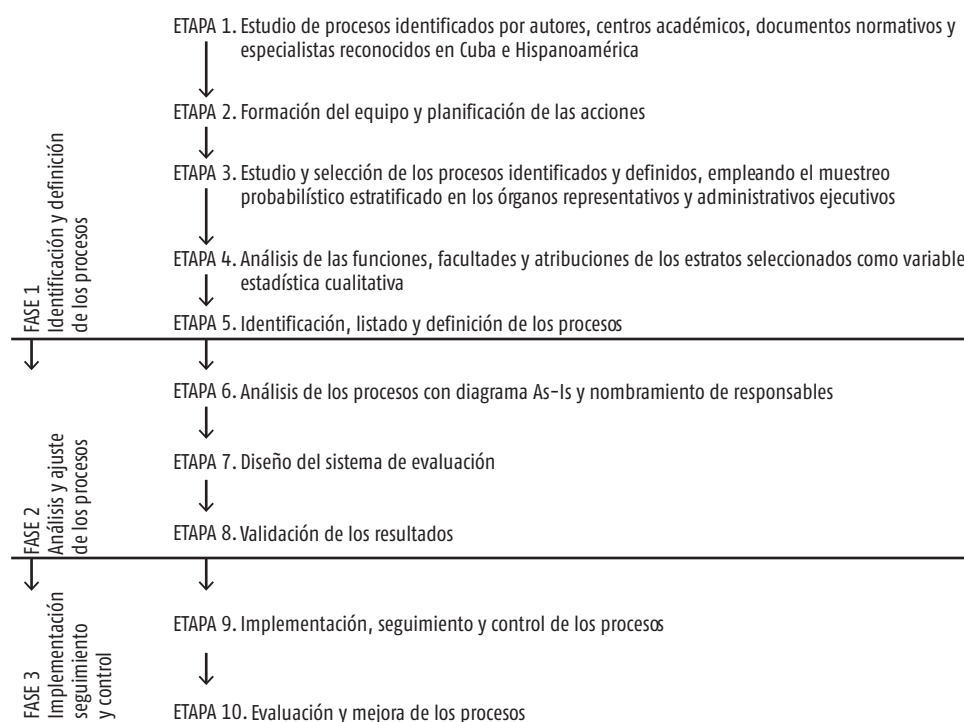 ETAPA 1. Estudio de procesos identificados por autores, centros académicos, documentos normativos y
especialistas reconocidos en Cuba e Hispanoamérica
ETAPA 2. Formación del equipo y planificación de las acciones
ETAPA 3. Estudio y selección de los procesos identificados y definidos, empleando el muestreo
probabilístico estratificado en los órganos representativos y administrativos ejecutivos
ETAPA 4. Análisis de las funciones, facultades y atribuciones de los estratos seleccionados como variable
estadística cualitativa
ETAPA 5. Identificación, listado y definición de los procesos
FASE 1
Identificación y definición
de los procesos
ETAPA 6. Análisis de los procesos con diagrama As-Is y nombramiento de responsables
ETAPA 7. Diseño del sistema de evaluación
ETAPA 8. Validación de los resultados
FASE 2
Análisis y ajuste
de los procesos
ETAPA 9. Implementación, seguimiento y control de los procesos
ETAPA 10. Evaluación y mejora de los procesos
FASE 3
Implementación
seguimiento
y control